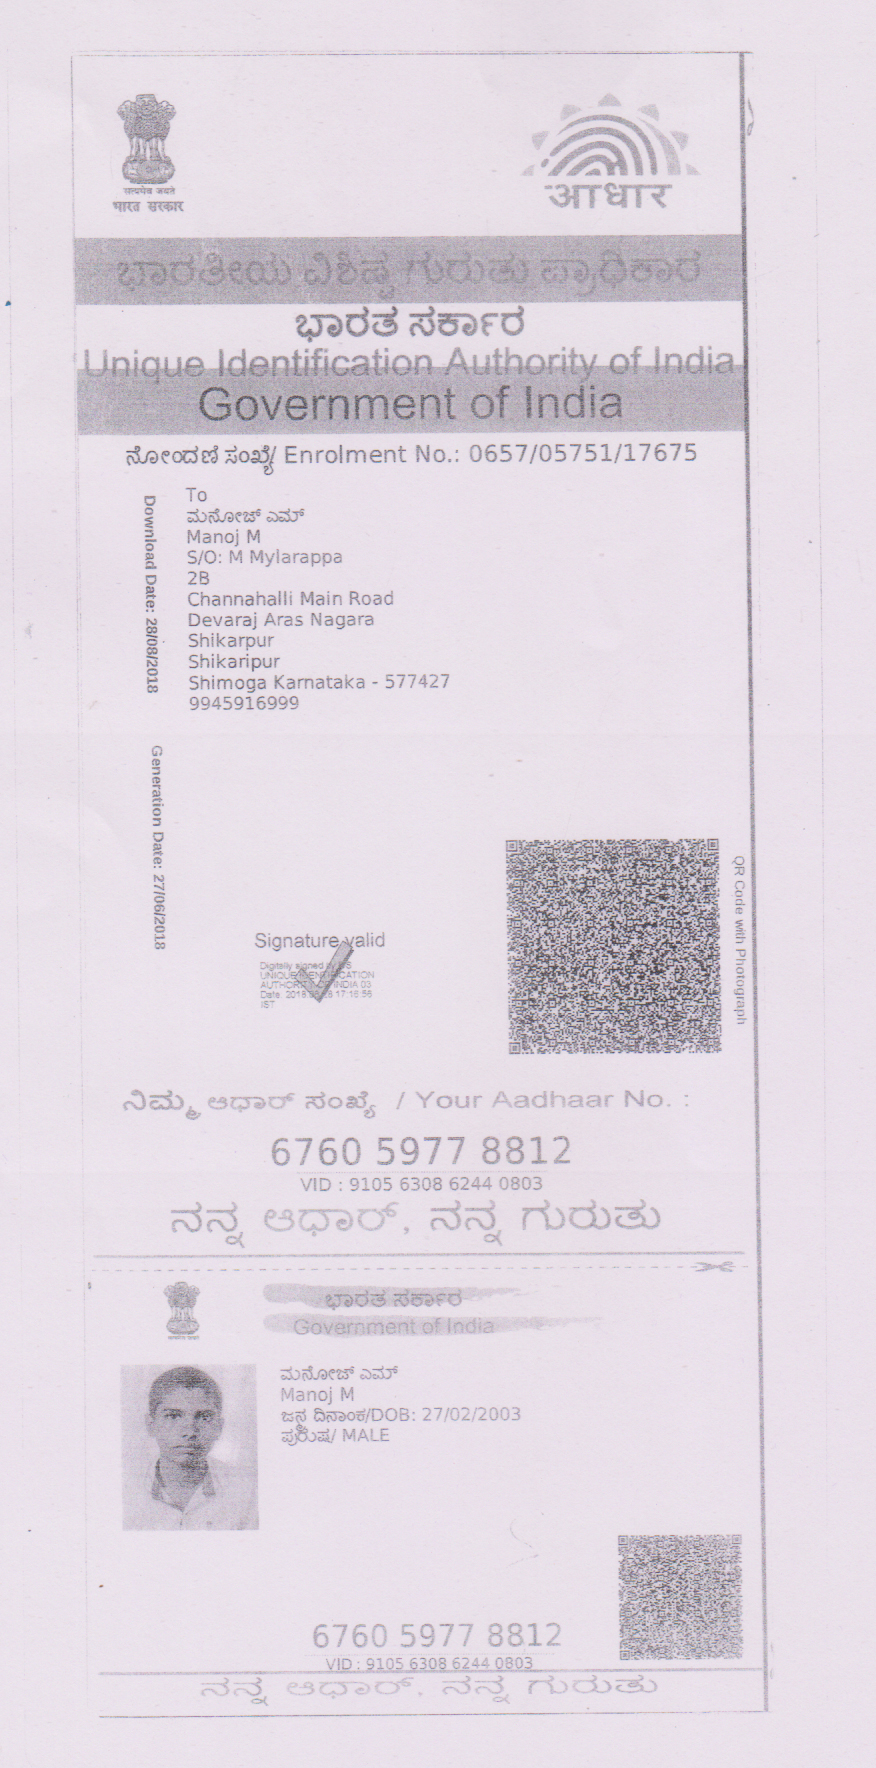 सत्यमेव जयते
भारत सरकार
आधार
ಭಾರತೀಯ ವಿಶಿಷ್ಟ ಗುರುತು ಪ್ರಾಧಿಕಾರ
ಭಾರತ ಸರ್ಕಾರ
Unique Identification Authority of India
Government of India
ನೋಂದಣಿ ಸಂಖ್ಯೆ/ Enrolment No.: 0657/05751/17675
Download Date: 28/08/2018
To
ಮನೋಜ್ ಎಮ್
Manoj M
S/O: M Mylarappa
2B
Channahalli Main Road
Devaraj Aras Nagara
Shikarpur
Shikaripur
Shimoga Karnataka - 577427
9945916999
Generation Date: 27/06/2018
QR Code with Photograph
Signature valid
Digitally signed by DS
UNIQUE IDENTIFICATION
AUTHORITY OF INDIA 03
Date: 2018 17:16:56
IST
ನಿಮ್ಮ ಆಧಾರ್ ಸಂಖ್ಯೆ / Your Aadhaar No. :
6760 5977 8812
VID : 9105 6308 6244 0803
ನನ್ನ ಆಧಾರ್, ನನ್ನ ಗುರುತು
ಭಾರತ ಸರ್ಕಾರ
Government of India
ಮನೋಜ್ ಎಮ್
Manoj M
ಜನ್ಮ ದಿನಾಂಕ/DOB: 27/02/2003
ಪುರುಷ/ MALE
6760 5977 8812
VID : 9105 6308 6244 0803
ನನ್ನ ಆಧಾರ್, ನನ್ನ ಗುರುತು